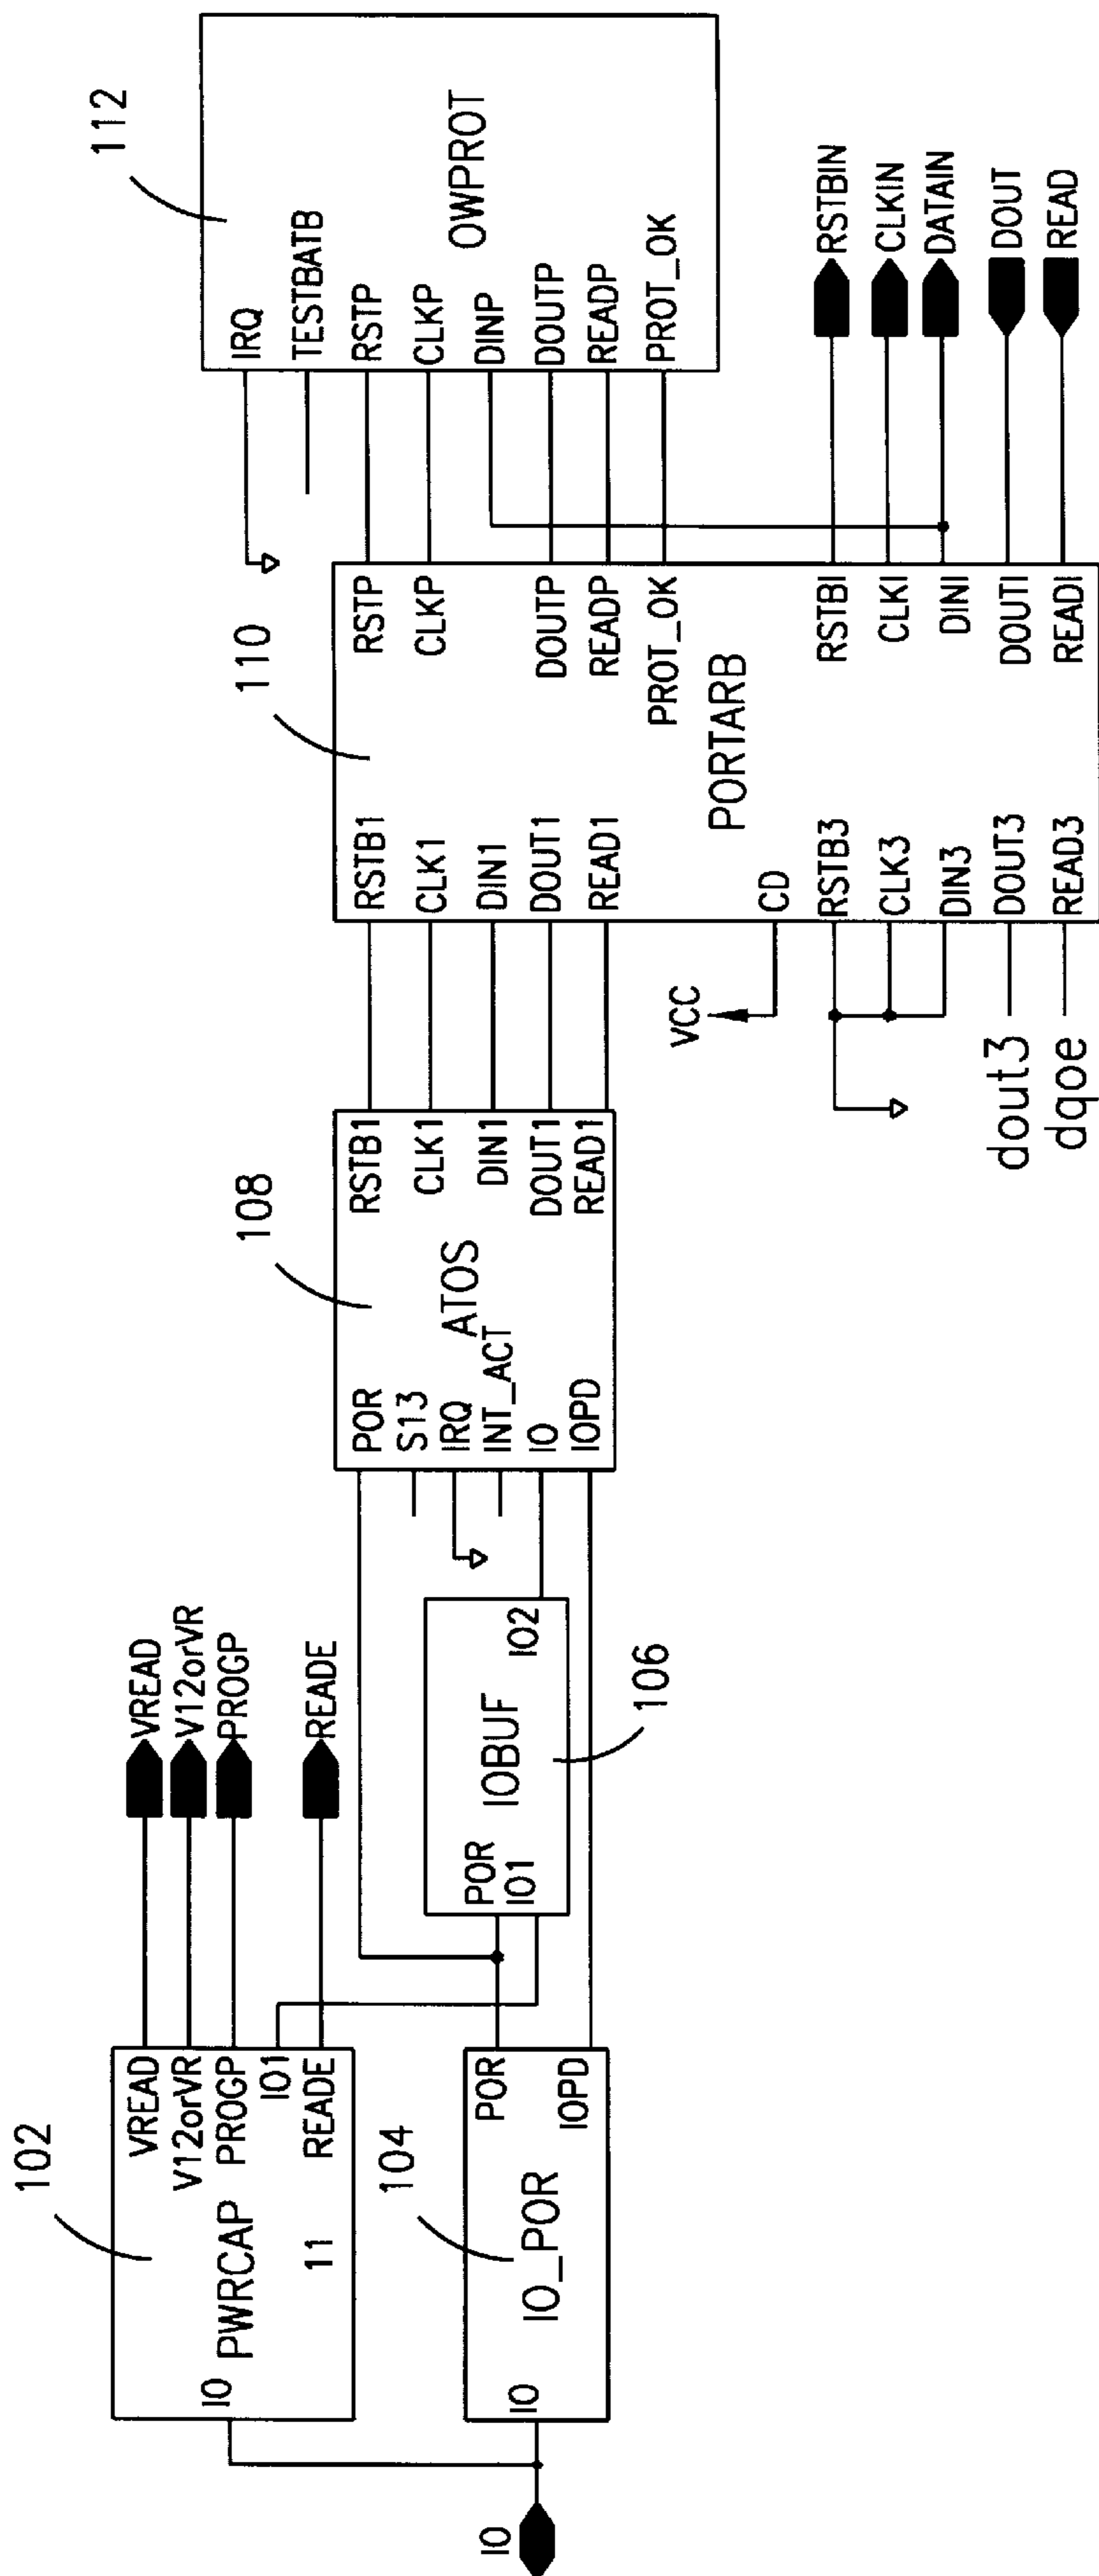 IO
102
IO
PWRCAP
11
VREAD
V12orVR
PROGP
IO1
READE
VREAD
V12orVR
PROGP
READE
104
IO
IO_POR
POR
IOPD
106
POR
IO1
IOBUF
IO2
108
POR
S13
IRQ
INT_ACT
IO
IOPD
ATOS
RSTB1
CLK1
DIN1
DOUT1
READ1
110
RSTB1
CLK1
DIN1
DOUT1
READ1
VCC
CD
RSTB3
CLK3
DIN3
DOUT3
READ3
dout3
dqoe
PORTARB
RSTP
CLKP
DOUTP
READP
PROT_OK
RSTBI
CLKI
DINI
DOUTI
READI
112
IRQ
TESTBATB
RSTP
CLKP
DINP
DOUTP
READP
PROT_OK
OWPROT
RSTBIN
CLKIN
DATAIN
DOUT
READ